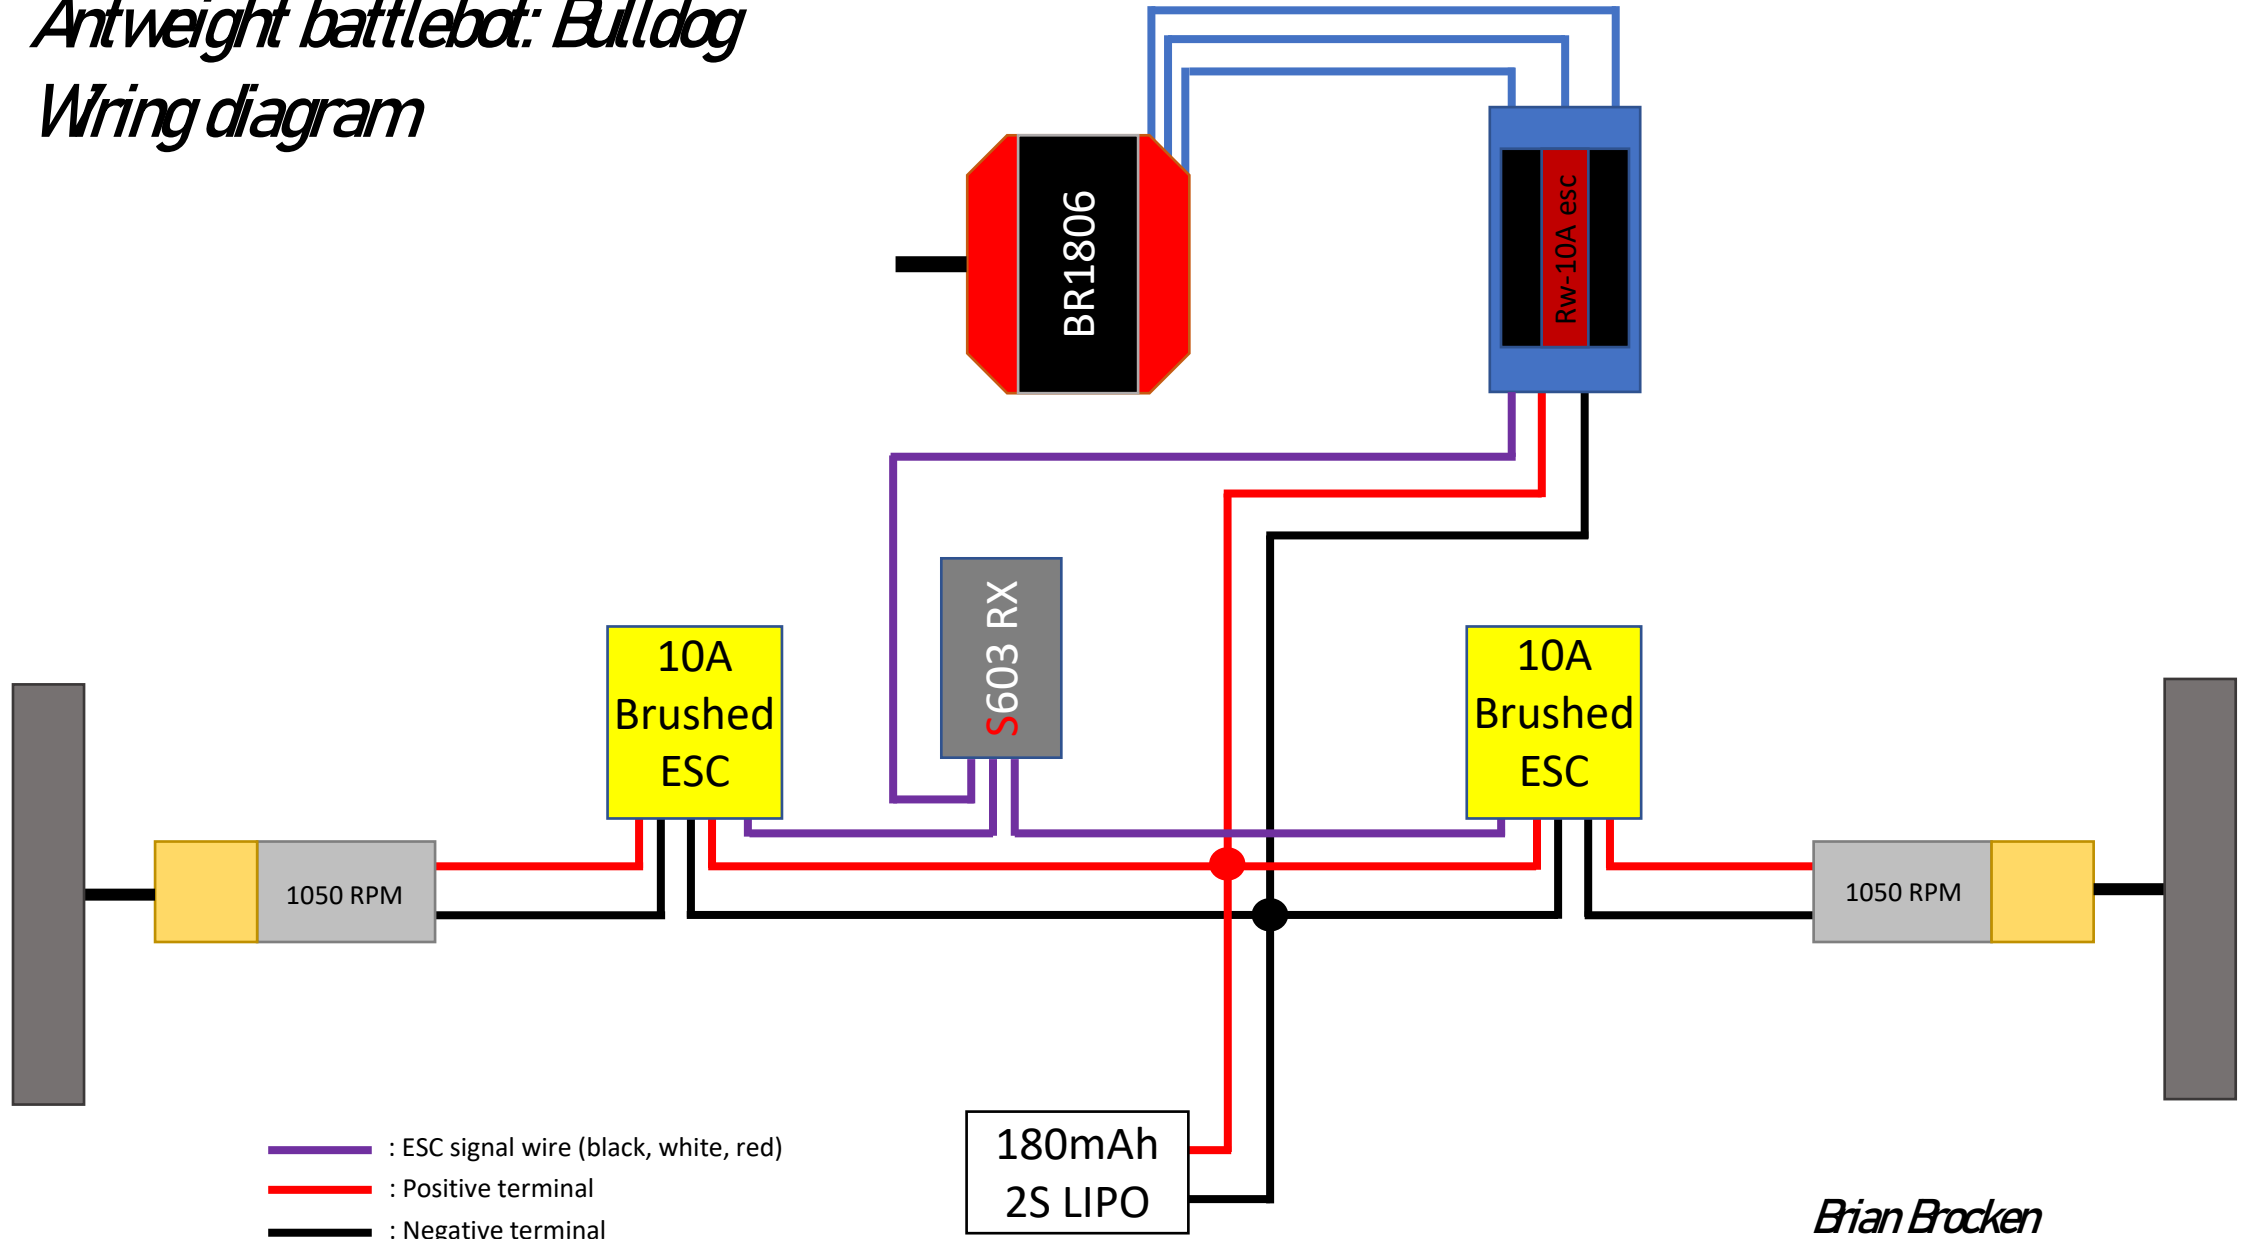 Antweight battlebot: Bulldog
Wiring diagram
BR1806
Rw-10A esc
S603 RX
10A
Brushed
ESC
10A
Brushed
ESC
1050 RPM
1050 RPM
180mAh
2S LIPO
: ESC signal wire (black, white, red)
: Positive terminal
: Negative terminal
Brian Brocken